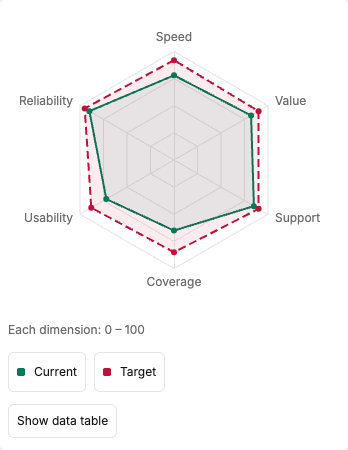 Speed
Reliability
Value
Usability
Support
Coverage
Each dimension: 0 – 100
Current
Target
Show data table